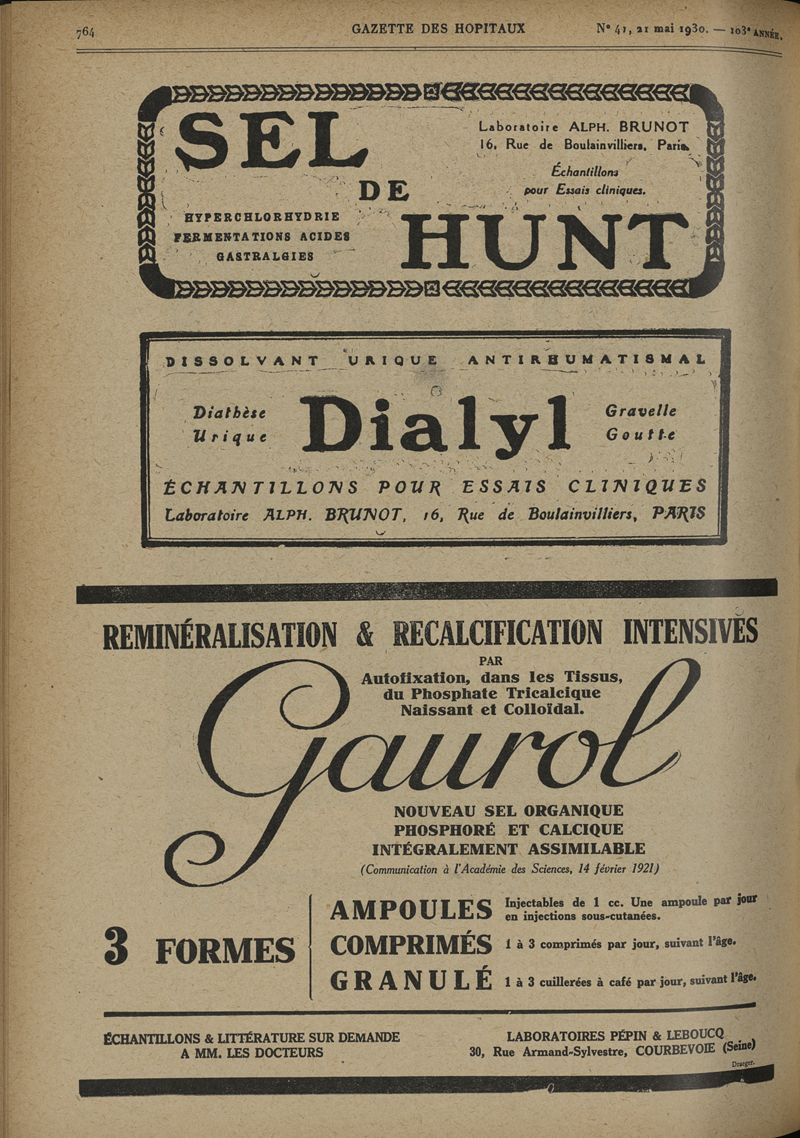 764 GAZETTE DES HOPITAUX N° 41, 21 mai 1930. — 103e ANNÉE.
SEL
DE
HUNT
Laboratoire ALPH. BRUNOT
16, Rue de Boulainvilliers, Paris
Échantillons
pour Essais cliniques.
HYPERCHLORHYDRIE
FERMENTATIONS ACIDES
GASTRALGIES
DISSOLVANT URIQUE ANTIRHUMATISMAL
Diathèse
Urique
Dialyl
Gravelle
Goutte
ÉCHANTILLONS POUR ESSAIS CLINIQUES
Laboratoire ALPH. BRUNOT, 16, Rue de Boulainvilliers, PARIS
REMINÉRALISATION & RECALCIFICATION INTENSIVES
PAR
Autofixation, dans les Tissus,
du Phosphate Tricalcique
Naissant et Colloïdal.
Gaurol
NOUVEAU SEL ORGANIQUE
PHOSPHORÉ ET CALCIQUE
INTÉGRALEMENT ASSIMILABLE
(Communication à l'Académie des Sciences, 14 février 1921)
3 FORMES
AMPOULES Injectables de 1 cc. Une ampoule par jour
en injections sous-cutanées.
COMPRIMÉS 1 à 3 comprimés par jour, suivant l'âge.
GRANULÉ 1 à 3 cuillerées à café par jour, suivant l'âge.
ÉCHANTILLONS & LITTÉRATURE SUR DEMANDE
A MM. LES DOCTEURS
LABORATOIRES PÉPIN & LEBOUCQ
30, Rue Armand-Sylvestre, COURBEVOIE (Seine)
Draeger.